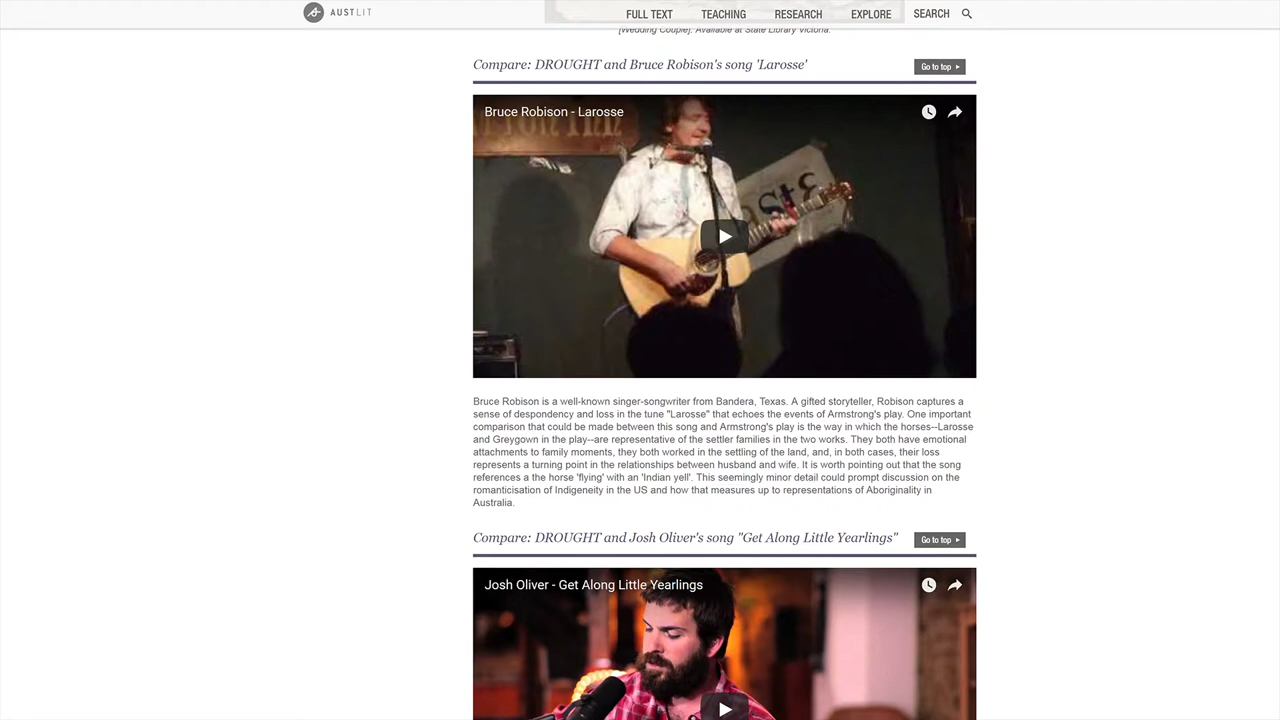 AUSTLIT
FULL TEXT
TEACHING
RESEARCH
EXPLORE
SEARCH
[Wedding Couple]. Available at State Library Victoria.
Compare: DROUGHT and Bruce Robison's song 'Larosse'
Go to top
Bruce Robison - Larosse
Bruce Robison is a well-known singer-songwriter from Bandera, Texas. A gifted storyteller, Robison captures a
sense of despondency and loss in the tune "Larosse" that echoes the events of Armstrong's play. One important
comparison that could be made between this song and Armstrong's play is the way in which the horses--Larosse
and Greygown in the play--are representative of the settler families in the two works. They both have emotional
attachments to family moments, they both worked in the settling of the land, and, in both cases, their loss
represents a turning point in the relationships between husband and wife. It is worth pointing out that the song
references a the horse 'flying' with an 'Indian yell'. This seemingly minor detail could prompt discussion on the
romanticisation of Indigeneity in the US and how that measures up to representations of Aboriginality in
Australia.
Compare: DROUGHT and Josh Oliver's song "Get Along Little Yearlings"
Go to top
Josh Oliver - Get Along Little Yearlings